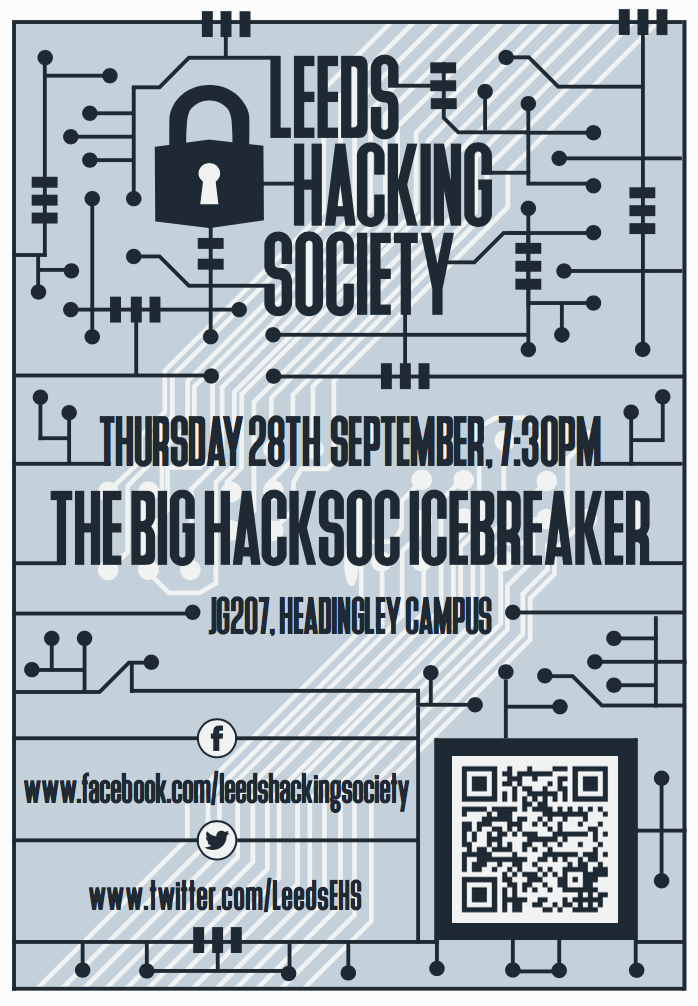 LEEDS
HACKING
SOCIETY
THURSDAY 28TH SEPTEMBER, 7:30PM
THE BIG HACKSOC ICEBREAKER
JG207, HEADINGLEY CAMPUS
f
www.facebook.com/leedshackingsociety
www.twitter.com/LeedsEHS